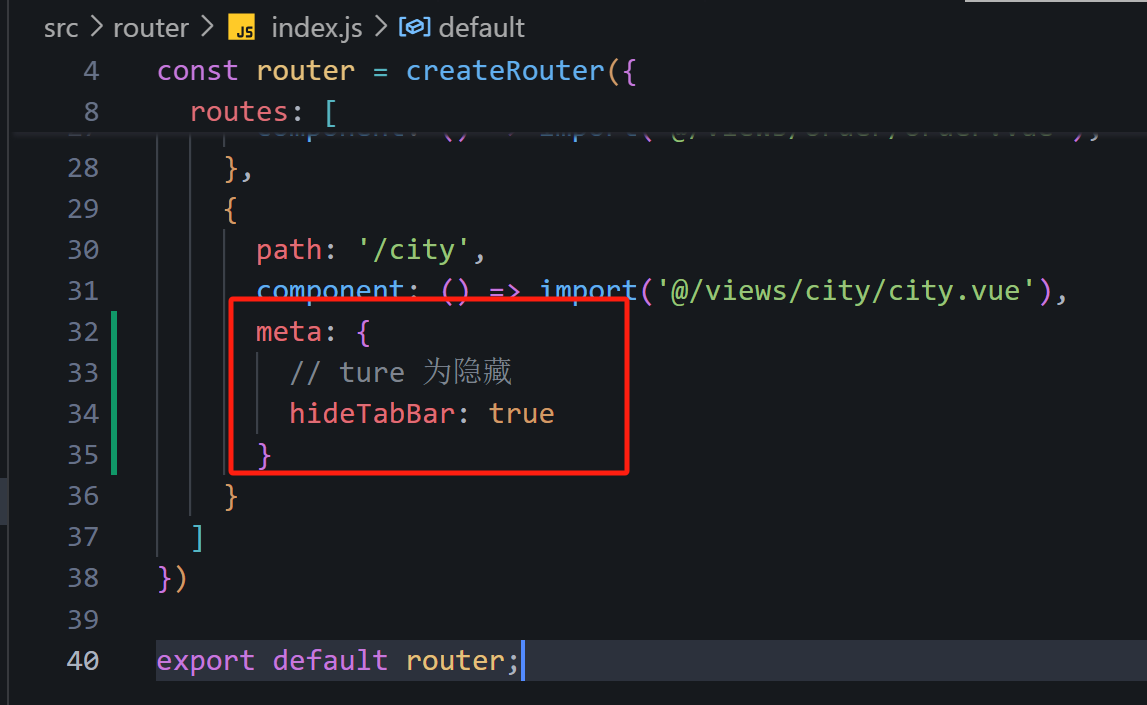 src > router > JS index.js > default
4 const router = createRouter({
8 routes: [
28 },
29 {
30 path: '/city',
31 component: () => import('@/views/city/city.vue'),
32 meta: {
33 // ture 为隐藏
34 hideTabBar: true
35 }
36 }
37 ]
38 })
39
40 export default router;